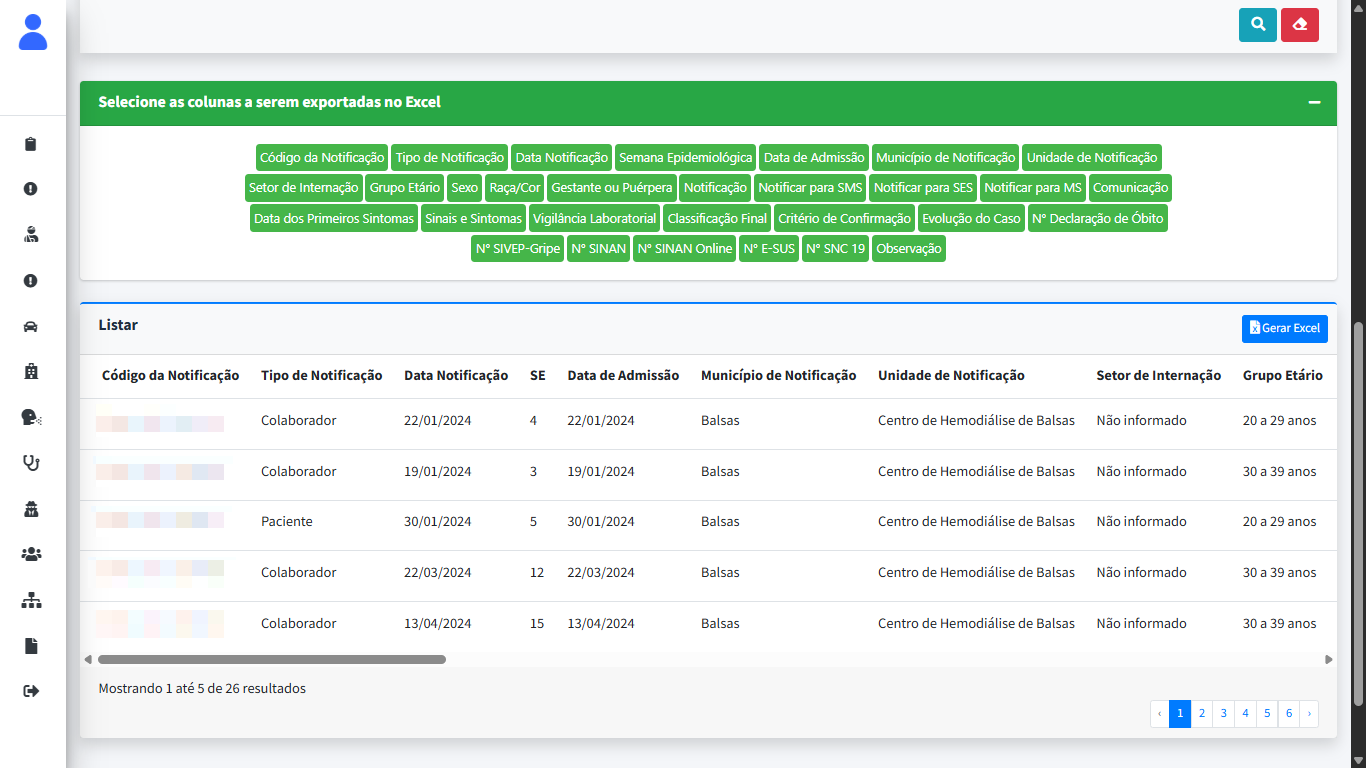 Selecione as colunas a serem exportadas no Excel
Código da Notificação Tipo de Notificação Data Notificação Semana Epidemiológica Data de Admissão Município de Notificação Unidade de Notificação
Setor de Internação Grupo Etário Sexo Raça/Cor Gestante ou Puérpera Notificação Notificar para SMS Notificar para SES Notificar para MS Comunicação
Data dos Primeiros Sintomas Sinais e Sintomas Vigilância Laboratorial Classificação Final Critério de Confirmação Evolução do Caso N° Declaração de Óbito
N° SIVEP-Gripe N° SINAN N° SINAN Online N° E-SUS N° SNC 19 Observação
Listar
Gerar Excel
Código da Notificação Tipo de Notificação Data Notificação SE Data de Admissão Município de Notificação Unidade de Notificação Setor de Internação Grupo Etário
Colaborador 22/01/2024 4 22/01/2024 Balsas Centro de Hemodiálise de Balsas Não informado 20 a 29 anos
Colaborador 19/01/2024 3 19/01/2024 Balsas Centro de Hemodiálise de Balsas Não informado 30 a 39 anos
Paciente 30/01/2024 5 30/01/2024 Balsas Centro de Hemodiálise de Balsas Não informado 20 a 29 anos
Colaborador 22/03/2024 12 22/03/2024 Balsas Centro de Hemodiálise de Balsas Não informado 30 a 39 anos
Colaborador 13/04/2024 15 13/04/2024 Balsas Centro de Hemodiálise de Balsas Não informado 30 a 39 anos
Mostrando 1 até 5 de 26 resultados
‹ 1 2 3 4 5 6 ›